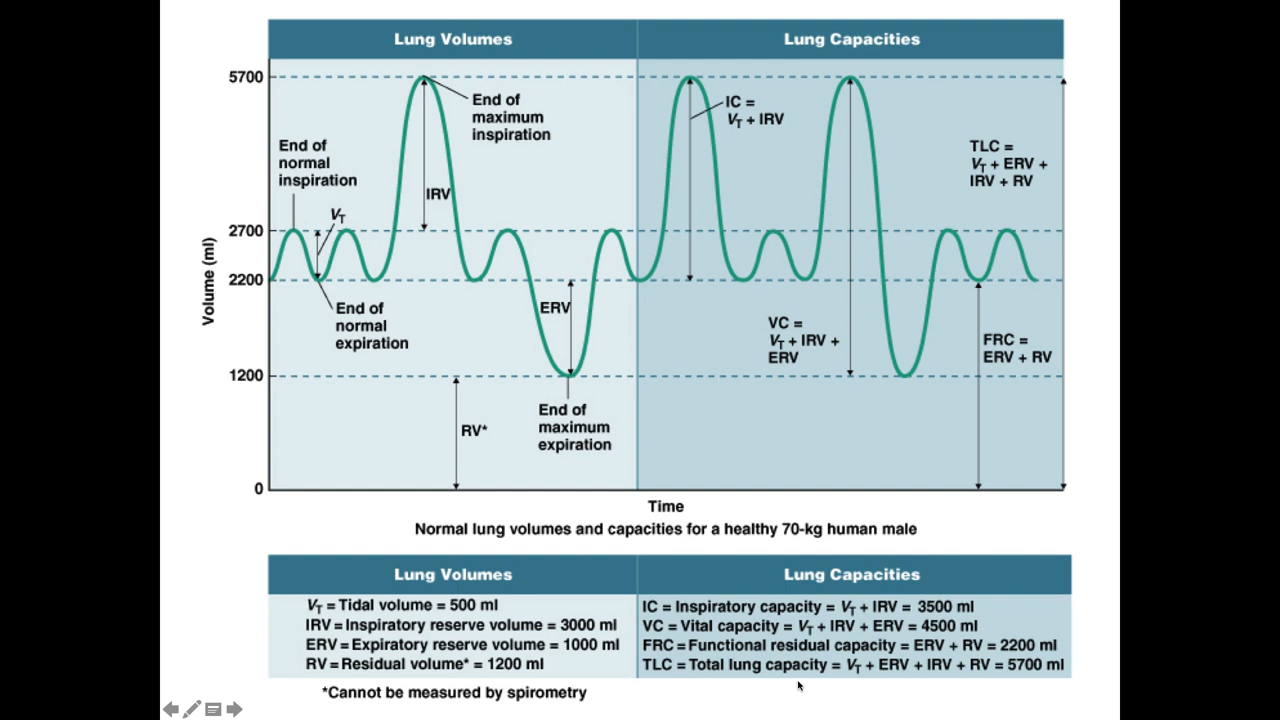 Lung Volumes
Lung Capacities
5700
2700
2200
1200
0
Volume (ml)
End of
normal
inspiration
VT
End of
normal
expiration
End of
maximum
inspiration
IRV
ERV
RV*
End of
maximum
expiration
IC =
VT + IRV
VC =
VT + IRV +
ERV
TLC =
VT + ERV +
IRV + RV
FRC =
ERV + RV
Time
Normal lung volumes and capacities for a healthy 70-kg human male
Lung Volumes
VT = Tidal volume = 500 ml
IRV = Inspiratory reserve volume = 3000 ml
ERV = Expiratory reserve volume = 1000 ml
RV = Residual volume* = 1200 ml
Lung Capacities
IC = Inspiratory capacity = VT + IRV = 3500 ml
VC = Vital capacity = VT + IRV + ERV = 4500 ml
FRC = Functional residual capacity = ERV + RV = 2200 ml
TLC = Total lung capacity = VT + ERV + IRV + RV = 5700 ml
*Cannot be measured by spirometry